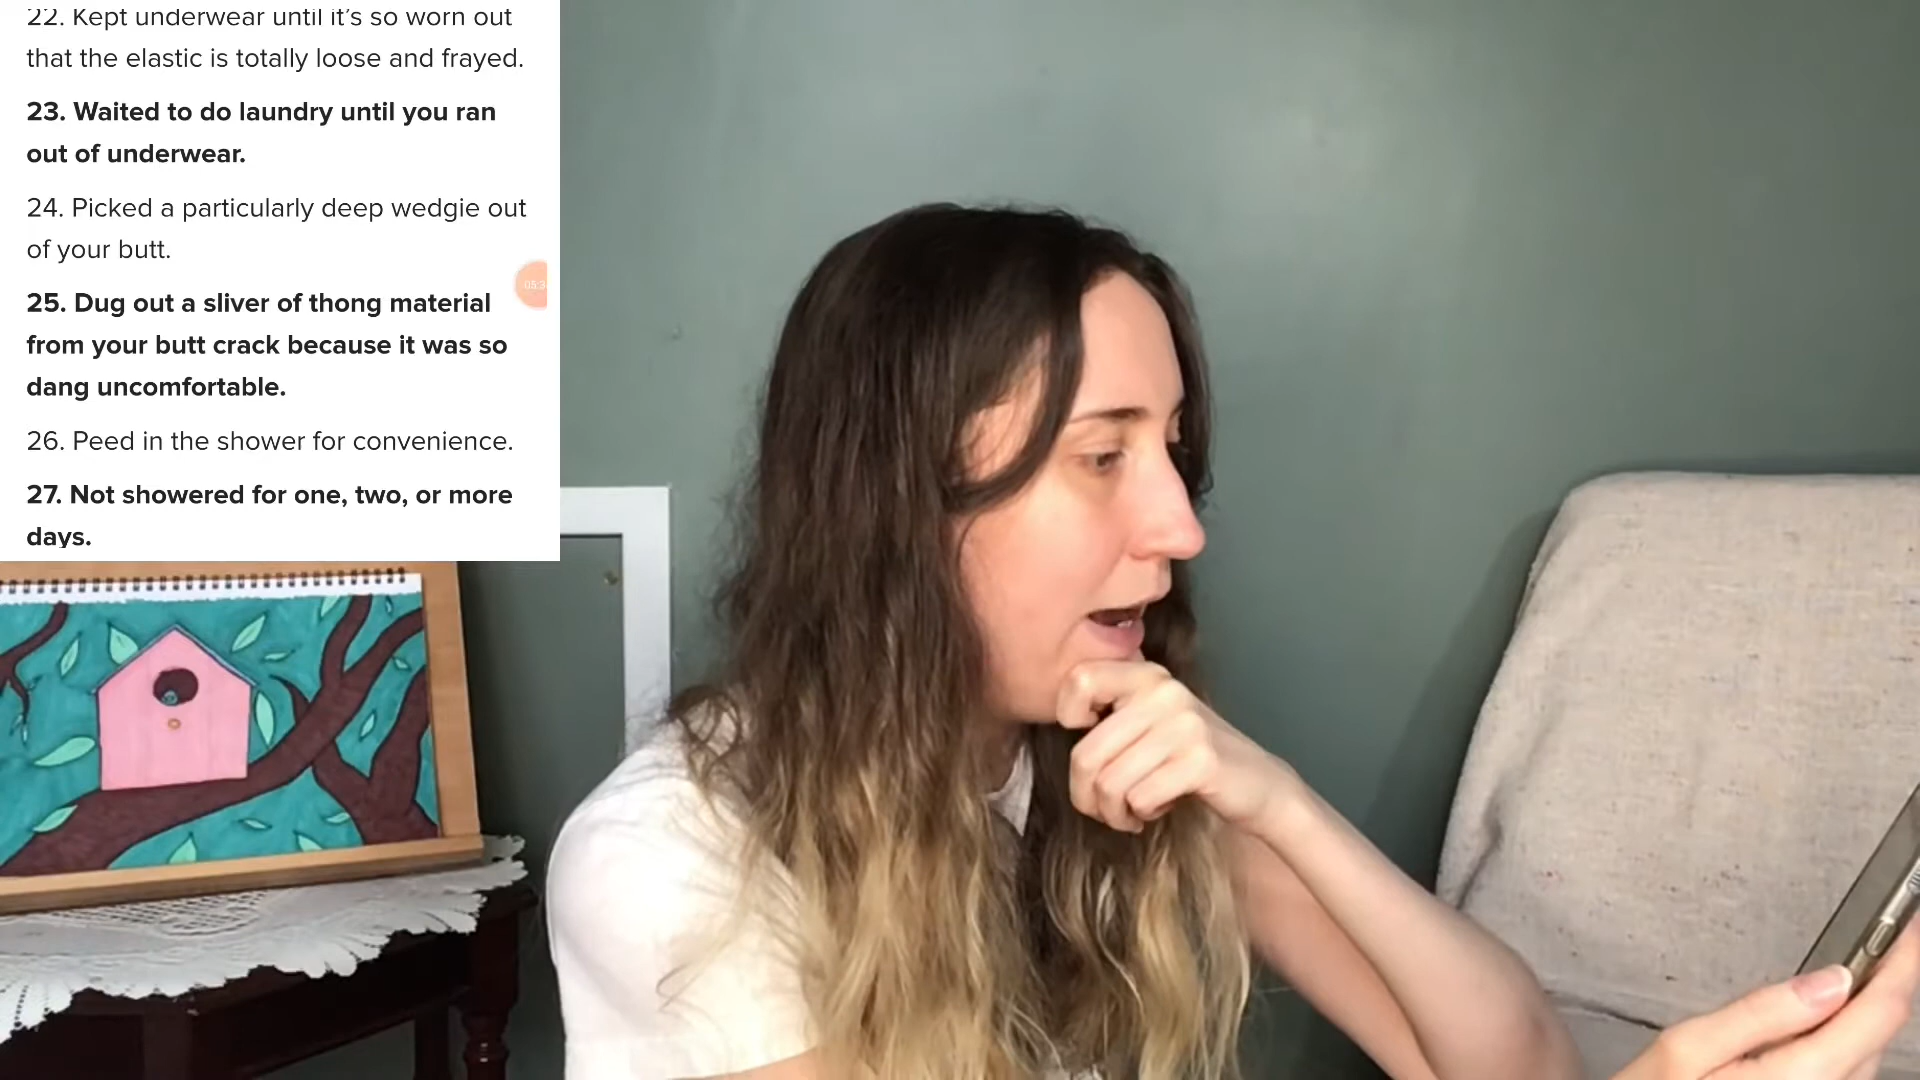 22. Kept underwear until it's so worn out
that the elastic is totally loose and frayed.
23. Waited to do laundry until you ran
out of underwear.
24. Picked a particularly deep wedgie out
of your butt.
25. Dug out a sliver of thong material
from your butt crack because it was so
dang uncomfortable.
26. Peed in the shower for convenience.
27. Not showered for one, two, or more
days.